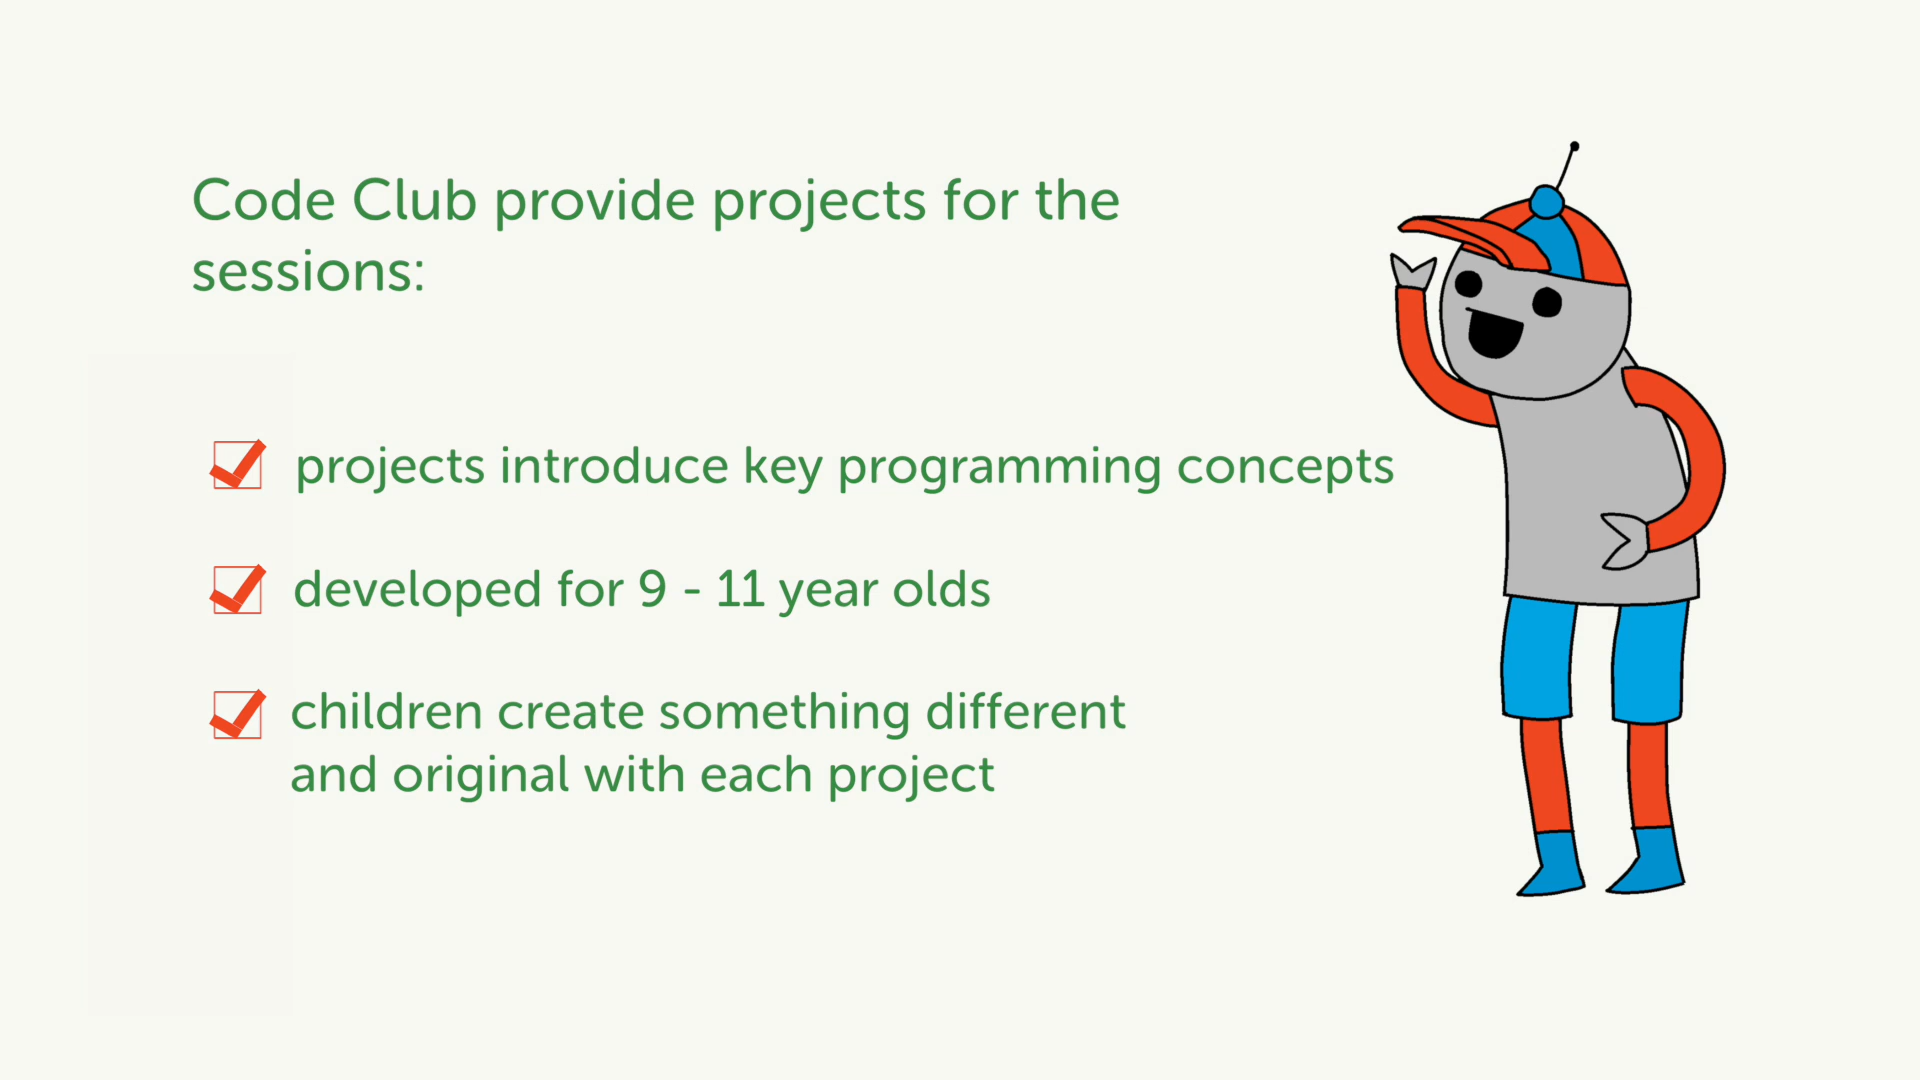 Code Club provide projects for the
sessions:
projects introduce key programming concepts
developed for 9 - 11 year olds
children create something different
and original with each project